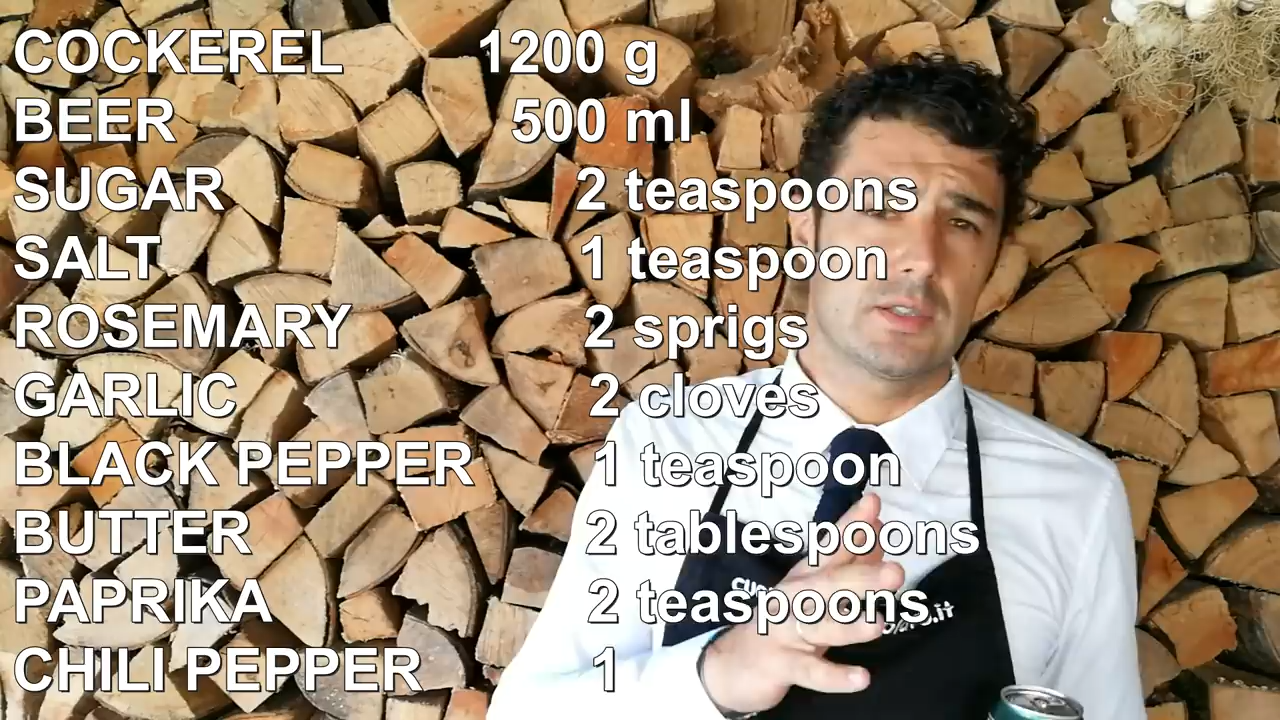 COCKEREL 1200 g
BEER 500 ml
SUGAR 2 teaspoons
SALT 1 teaspoon
ROSEMARY 2 sprigs
GARLIC 2 cloves
BLACK PEPPER 1 teaspoon
BUTTER 2 tablespoons
PAPRIKA 2 teaspoons
CHILI PEPPER 1